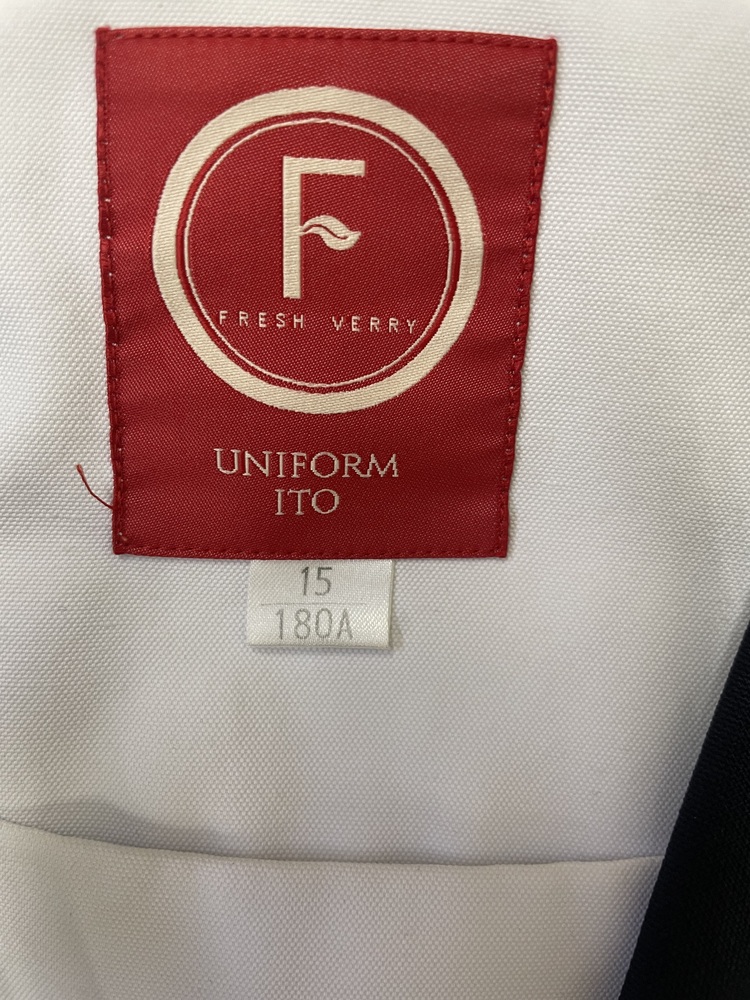 F
FRESH VERRY
UNIFORM
ITO
15
180A